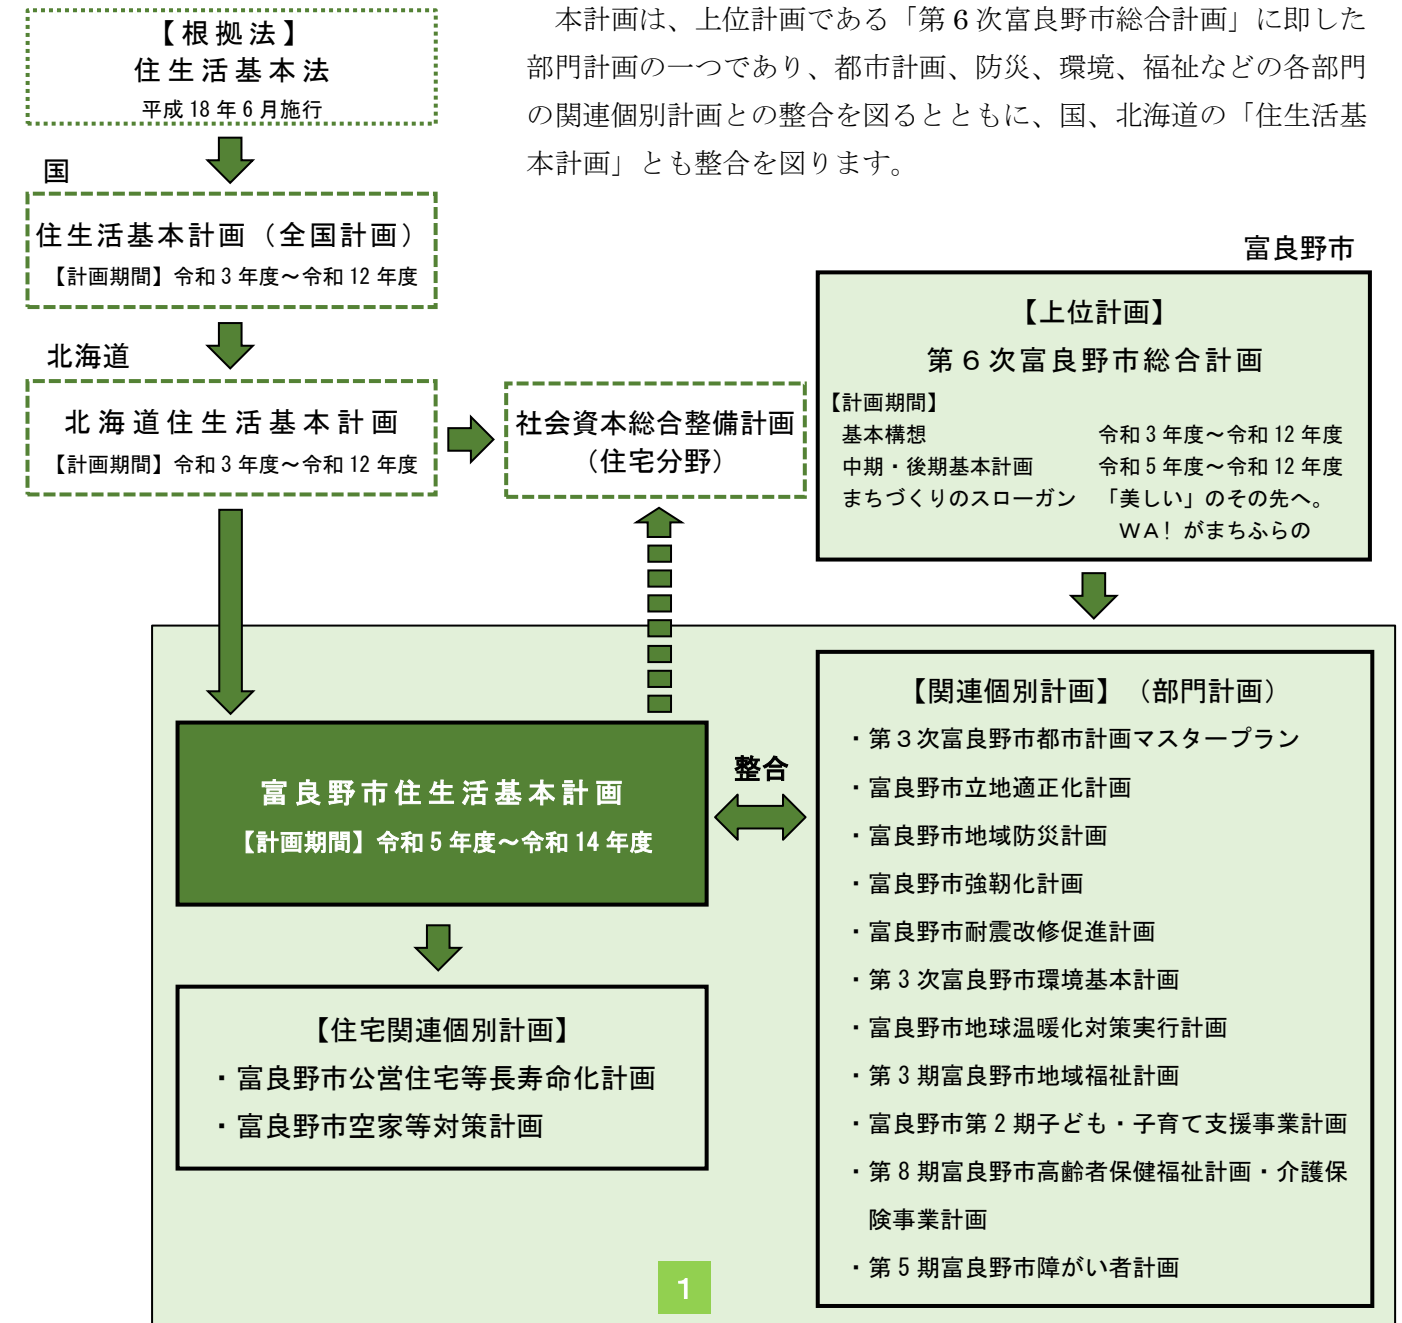 本計画は、上位計画である「第６次富良野市総合計画」に即した
部門計画の一つであり、都市計画、防災、環境、福祉などの各部門
の関連個別計画との整合を図るとともに、国、北海道の「住生活基
本計画」とも整合を図ります。
【根拠法】
住生活基本法
平成18年6月施行
国
住生活基本計画（全国計画）
【計画期間】令和3年度～令和12年度
北海道
北海道住生活基本計画
【計画期間】令和3年度～令和12年度
社会資本総合整備計画
（住宅分野）
富良野市
【上位計画】
第６次富良野市総合計画
【計画期間】
基本構想 令和3年度～令和12年度
中期・後期基本計画 令和5年度～令和12年度
まちづくりのスローガン 「美しい」のその先へ。
ＷＡ！がまちふらの
富良野市住生活基本計画
【計画期間】令和5年度～令和14年度
整合
【住宅関連個別計画】
・富良野市公営住宅等長寿命化計画
・富良野市空家等対策計画
【関連個別計画】（部門計画）
・第３次富良野市都市計画マスタープラン
・富良野市立地適正化計画
・富良野市地域防災計画
・富良野市強靭化計画
・富良野市耐震改修促進計画
・第3次富良野市環境基本計画
・富良野市地球温暖化対策実行計画
・第3期富良野市地域福祉計画
・富良野市第2期子ども・子育て支援事業計画
・第8期富良野市高齢者保健福祉計画・介護保
険事業計画
・第5期富良野市障がい者計画
1